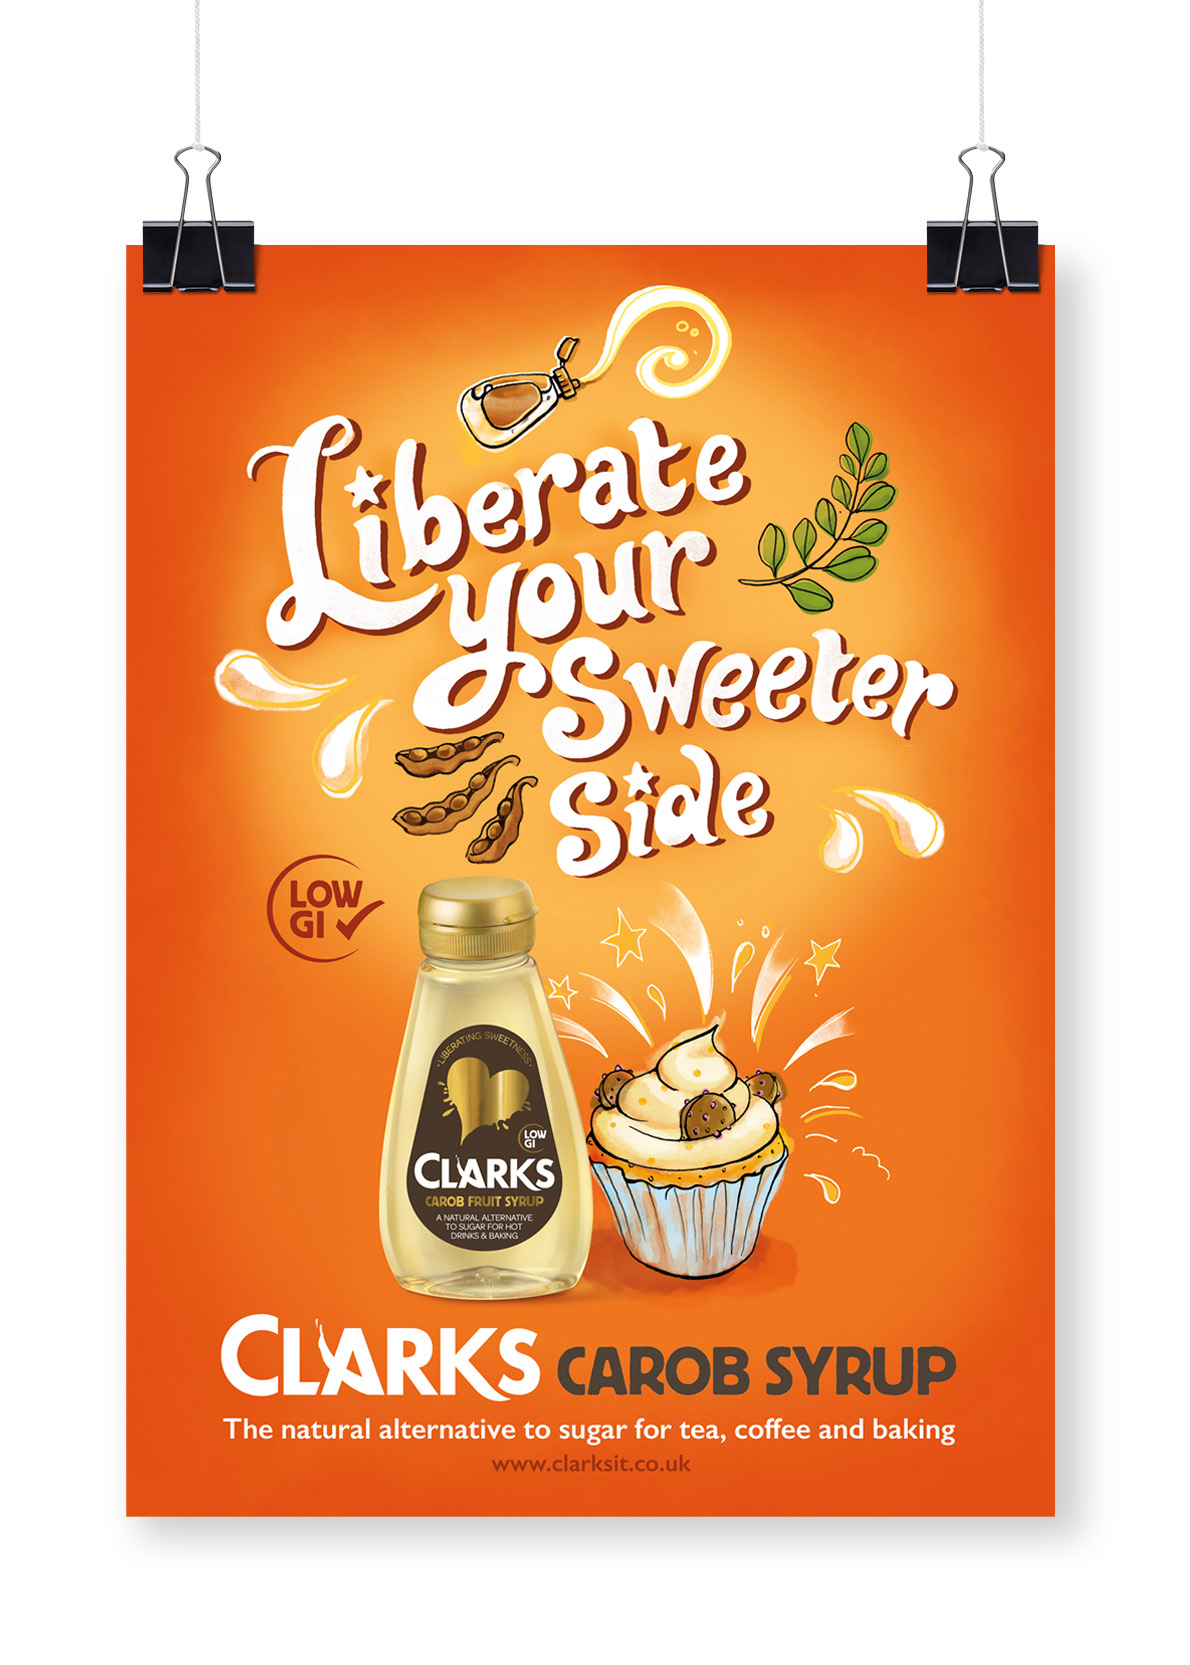 Liberate
your
Sweeter
Side
LOW
GI
·LIBERATING SWEETNESS·
LOW
GI
CLARKS
CAROB FRUIT SYRUP
A NATURAL ALTERNATIVE
TO SUGAR FOR HOT
DRINKS & BAKING
CLARKS CAROB SYRUP
The natural alternative to sugar for tea, coffee and baking
www.clarksit.co.uk